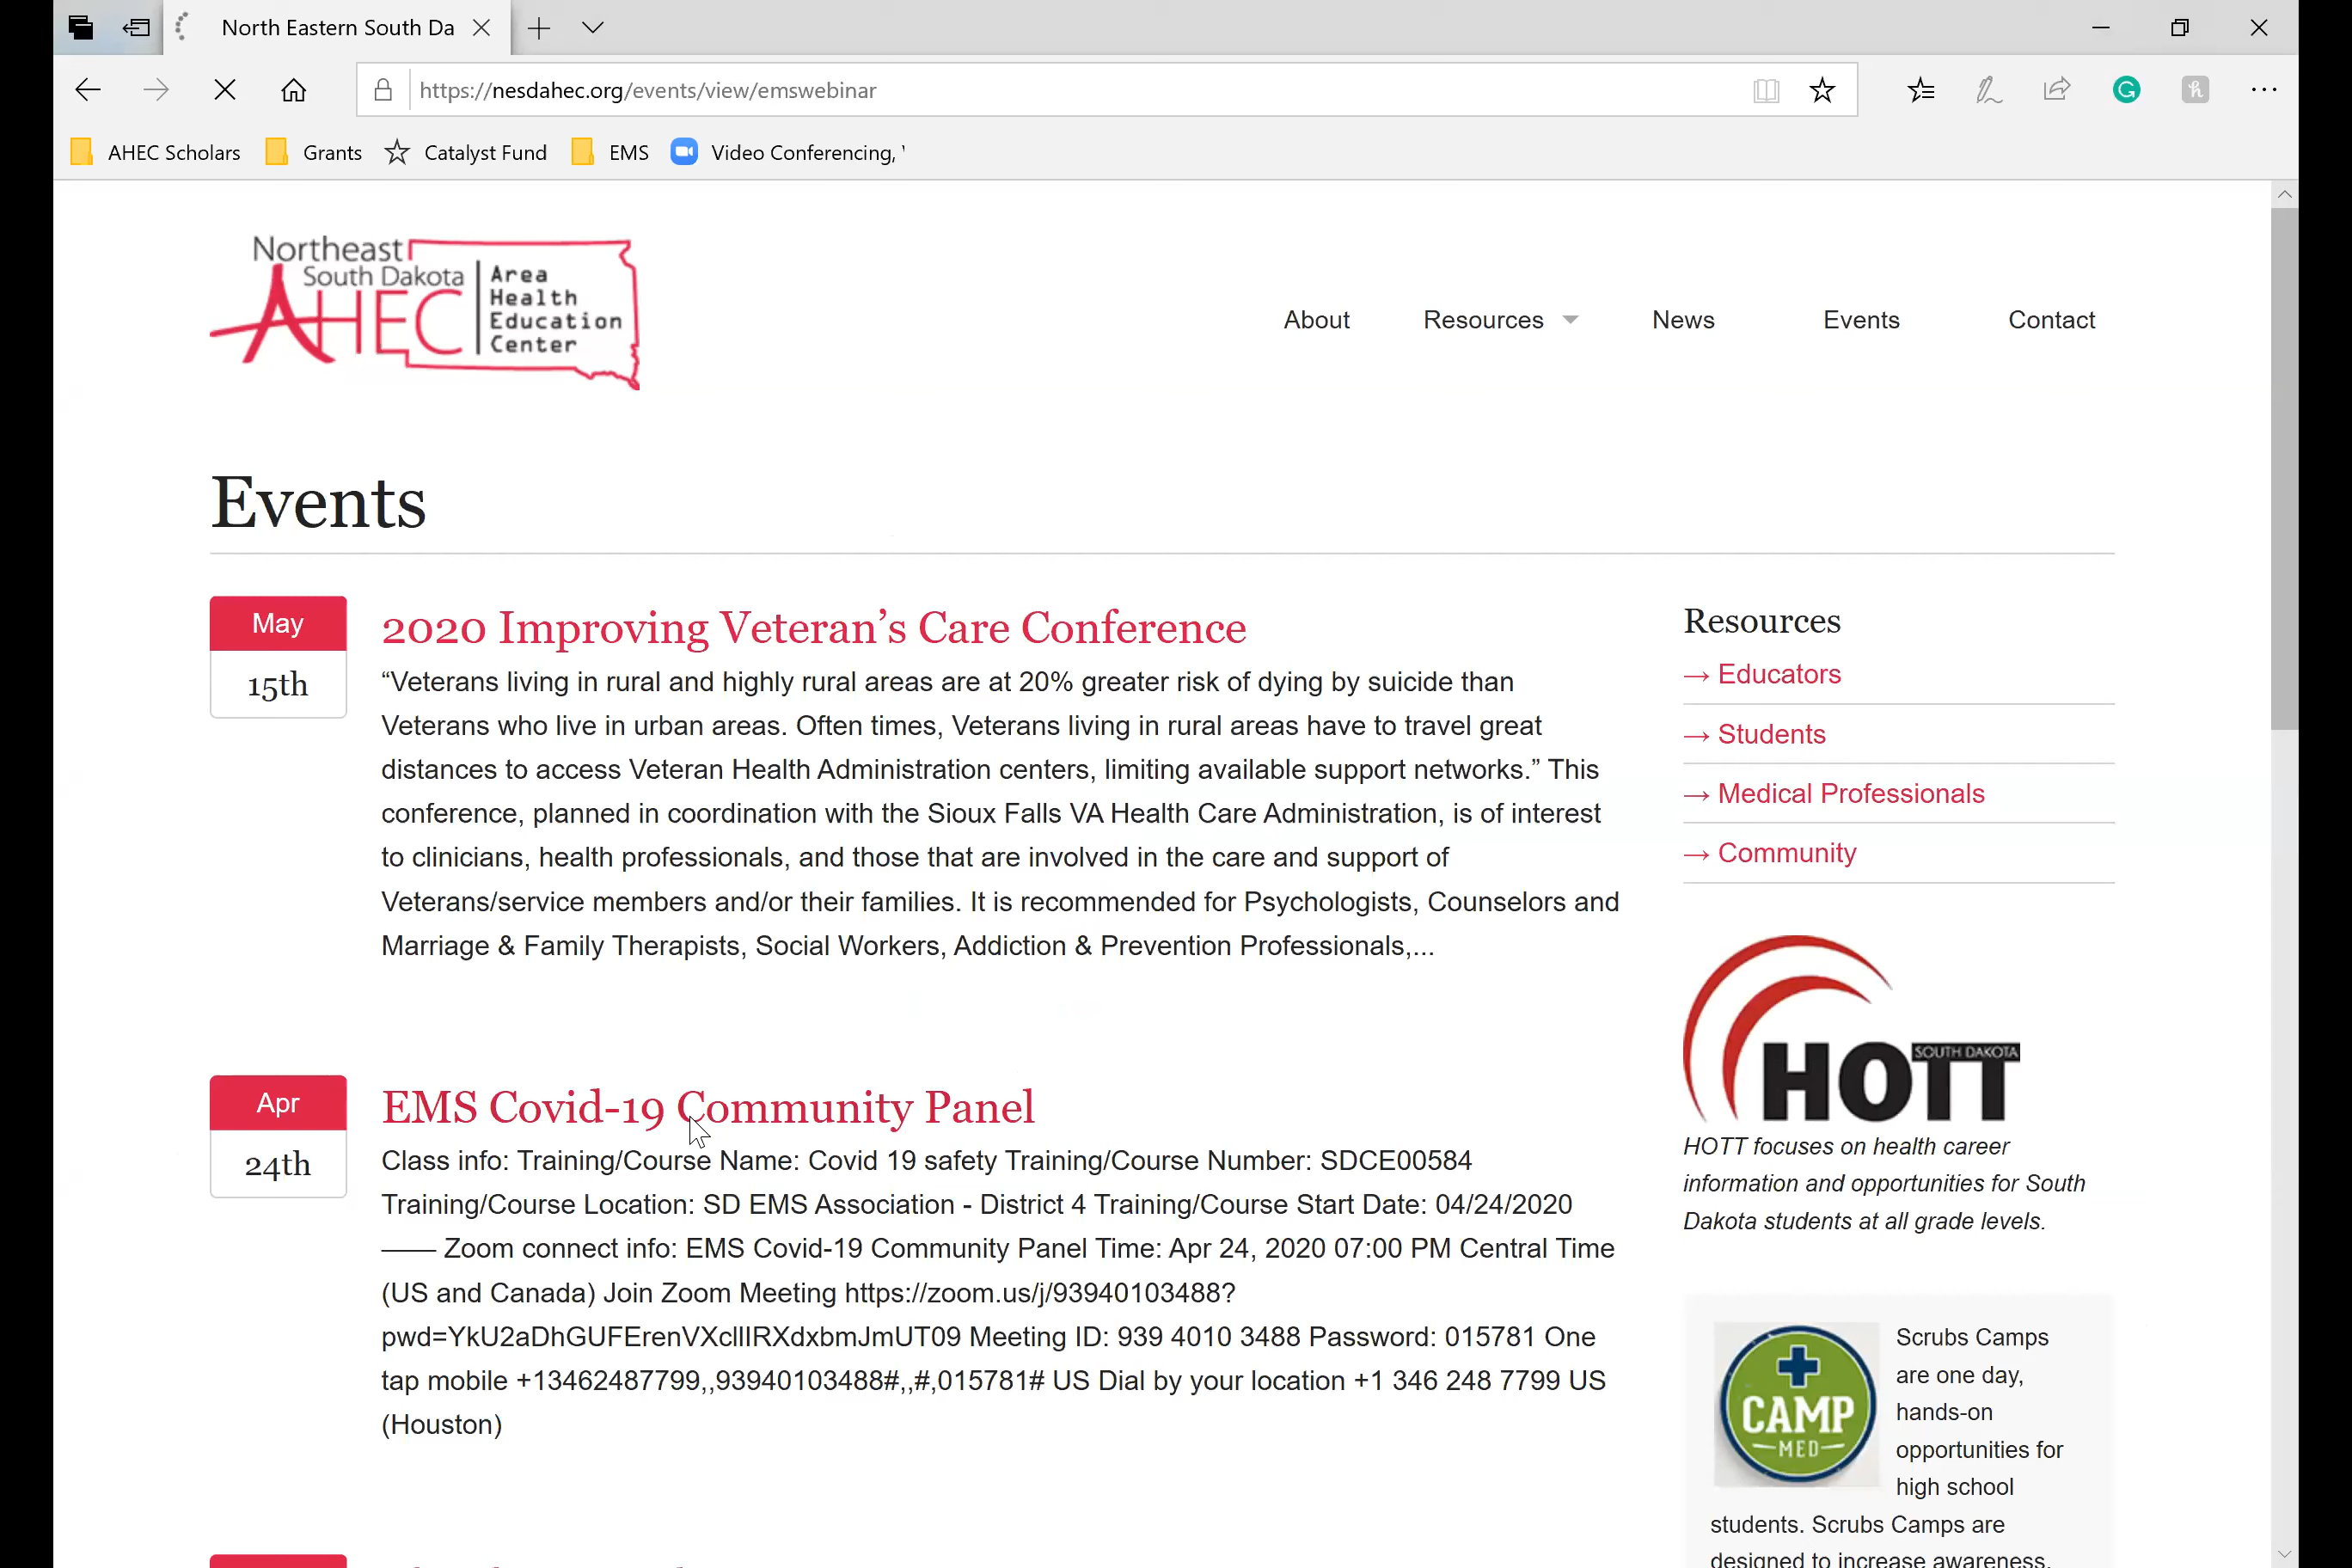 North Eastern South Da
https://nesdahec.org/events/view/emswebinar
AHEC Scholars
Grants
Catalyst Fund
EMS
Video Conferencing,
Northeast
South Dakota
AHEC
Area
Health
Education
Center
About
Resources
News
Events
Contact
Events
May
15th
2020 Improving Veteran’s Care Conference
“Veterans living in rural and highly rural areas are at 20% greater risk of dying by suicide than
Veterans who live in urban areas. Often times, Veterans living in rural areas have to travel great
distances to access Veteran Health Administration centers, limiting available support networks.” This
conference, planned in coordination with the Sioux Falls VA Health Care Administration, is of interest
to clinicians, health professionals, and those that are involved in the care and support of
Veterans/service members and/or their families. It is recommended for Psychologists, Counselors and
Marriage & Family Therapists, Social Workers, Addiction & Prevention Professionals,...
Apr
24th
EMS Covid-19 Community Panel
Class info: Training/Course Name: Covid 19 safety Training/Course Number: SDCE00584
Training/Course Location: SD EMS Association - District 4 Training/Course Start Date: 04/24/2020
—— Zoom connect info: EMS Covid-19 Community Panel Time: Apr 24, 2020 07:00 PM Central Time
(US and Canada) Join Zoom Meeting https://zoom.us/j/93940103488?
Meeting ID: 939 4010 3488 Password: 015781 One
tap mobile +13462487799,,93940103488#,,#,015781# US Dial by your location +1 346 248 7799 US
(Houston)
Resources
→ Educators
→ Students
→ Medical Professionals
→ Community
SOUTH DAKOTA
HOTT
HOTT focuses on health career
information and opportunities for South
Dakota students at all grade levels.
CAMP
MED
Scrubs Camps
are one day,
hands-on
opportunities for
high school
students. Scrubs Camps are
designed to increase awareness,